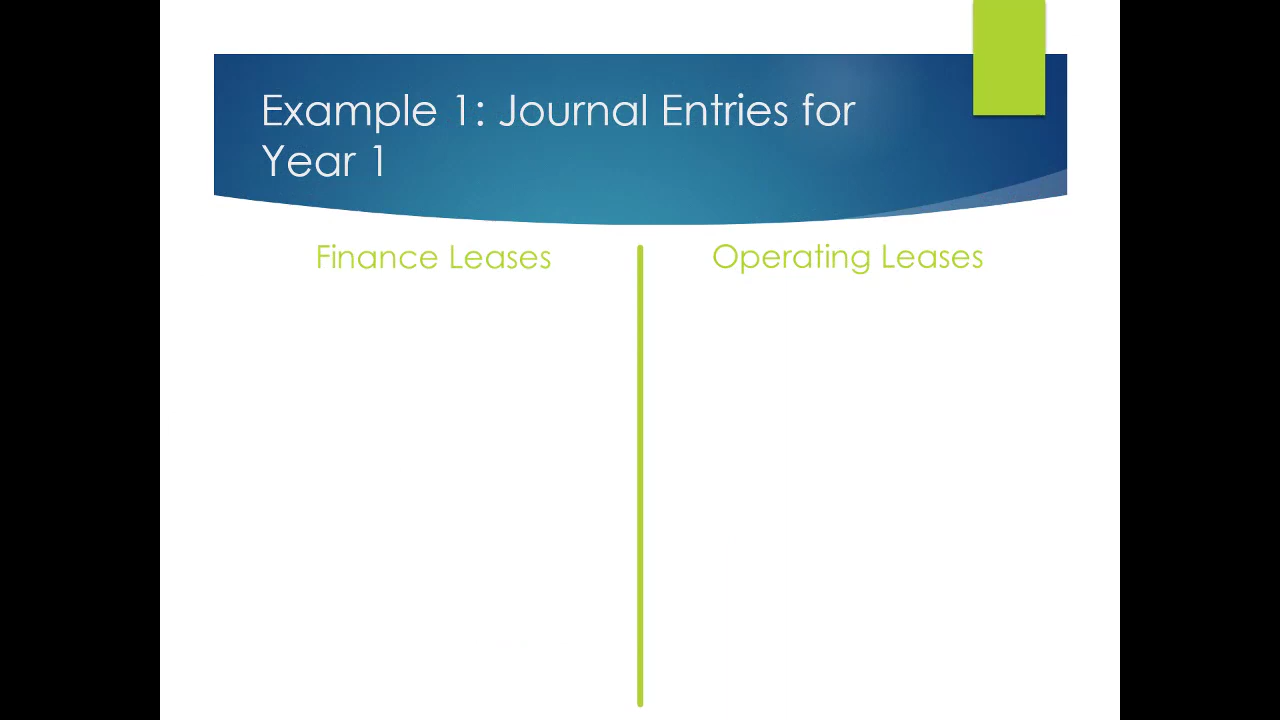 Example 1: Journal Entries for
Year 1
Finance Leases
Operating Leases